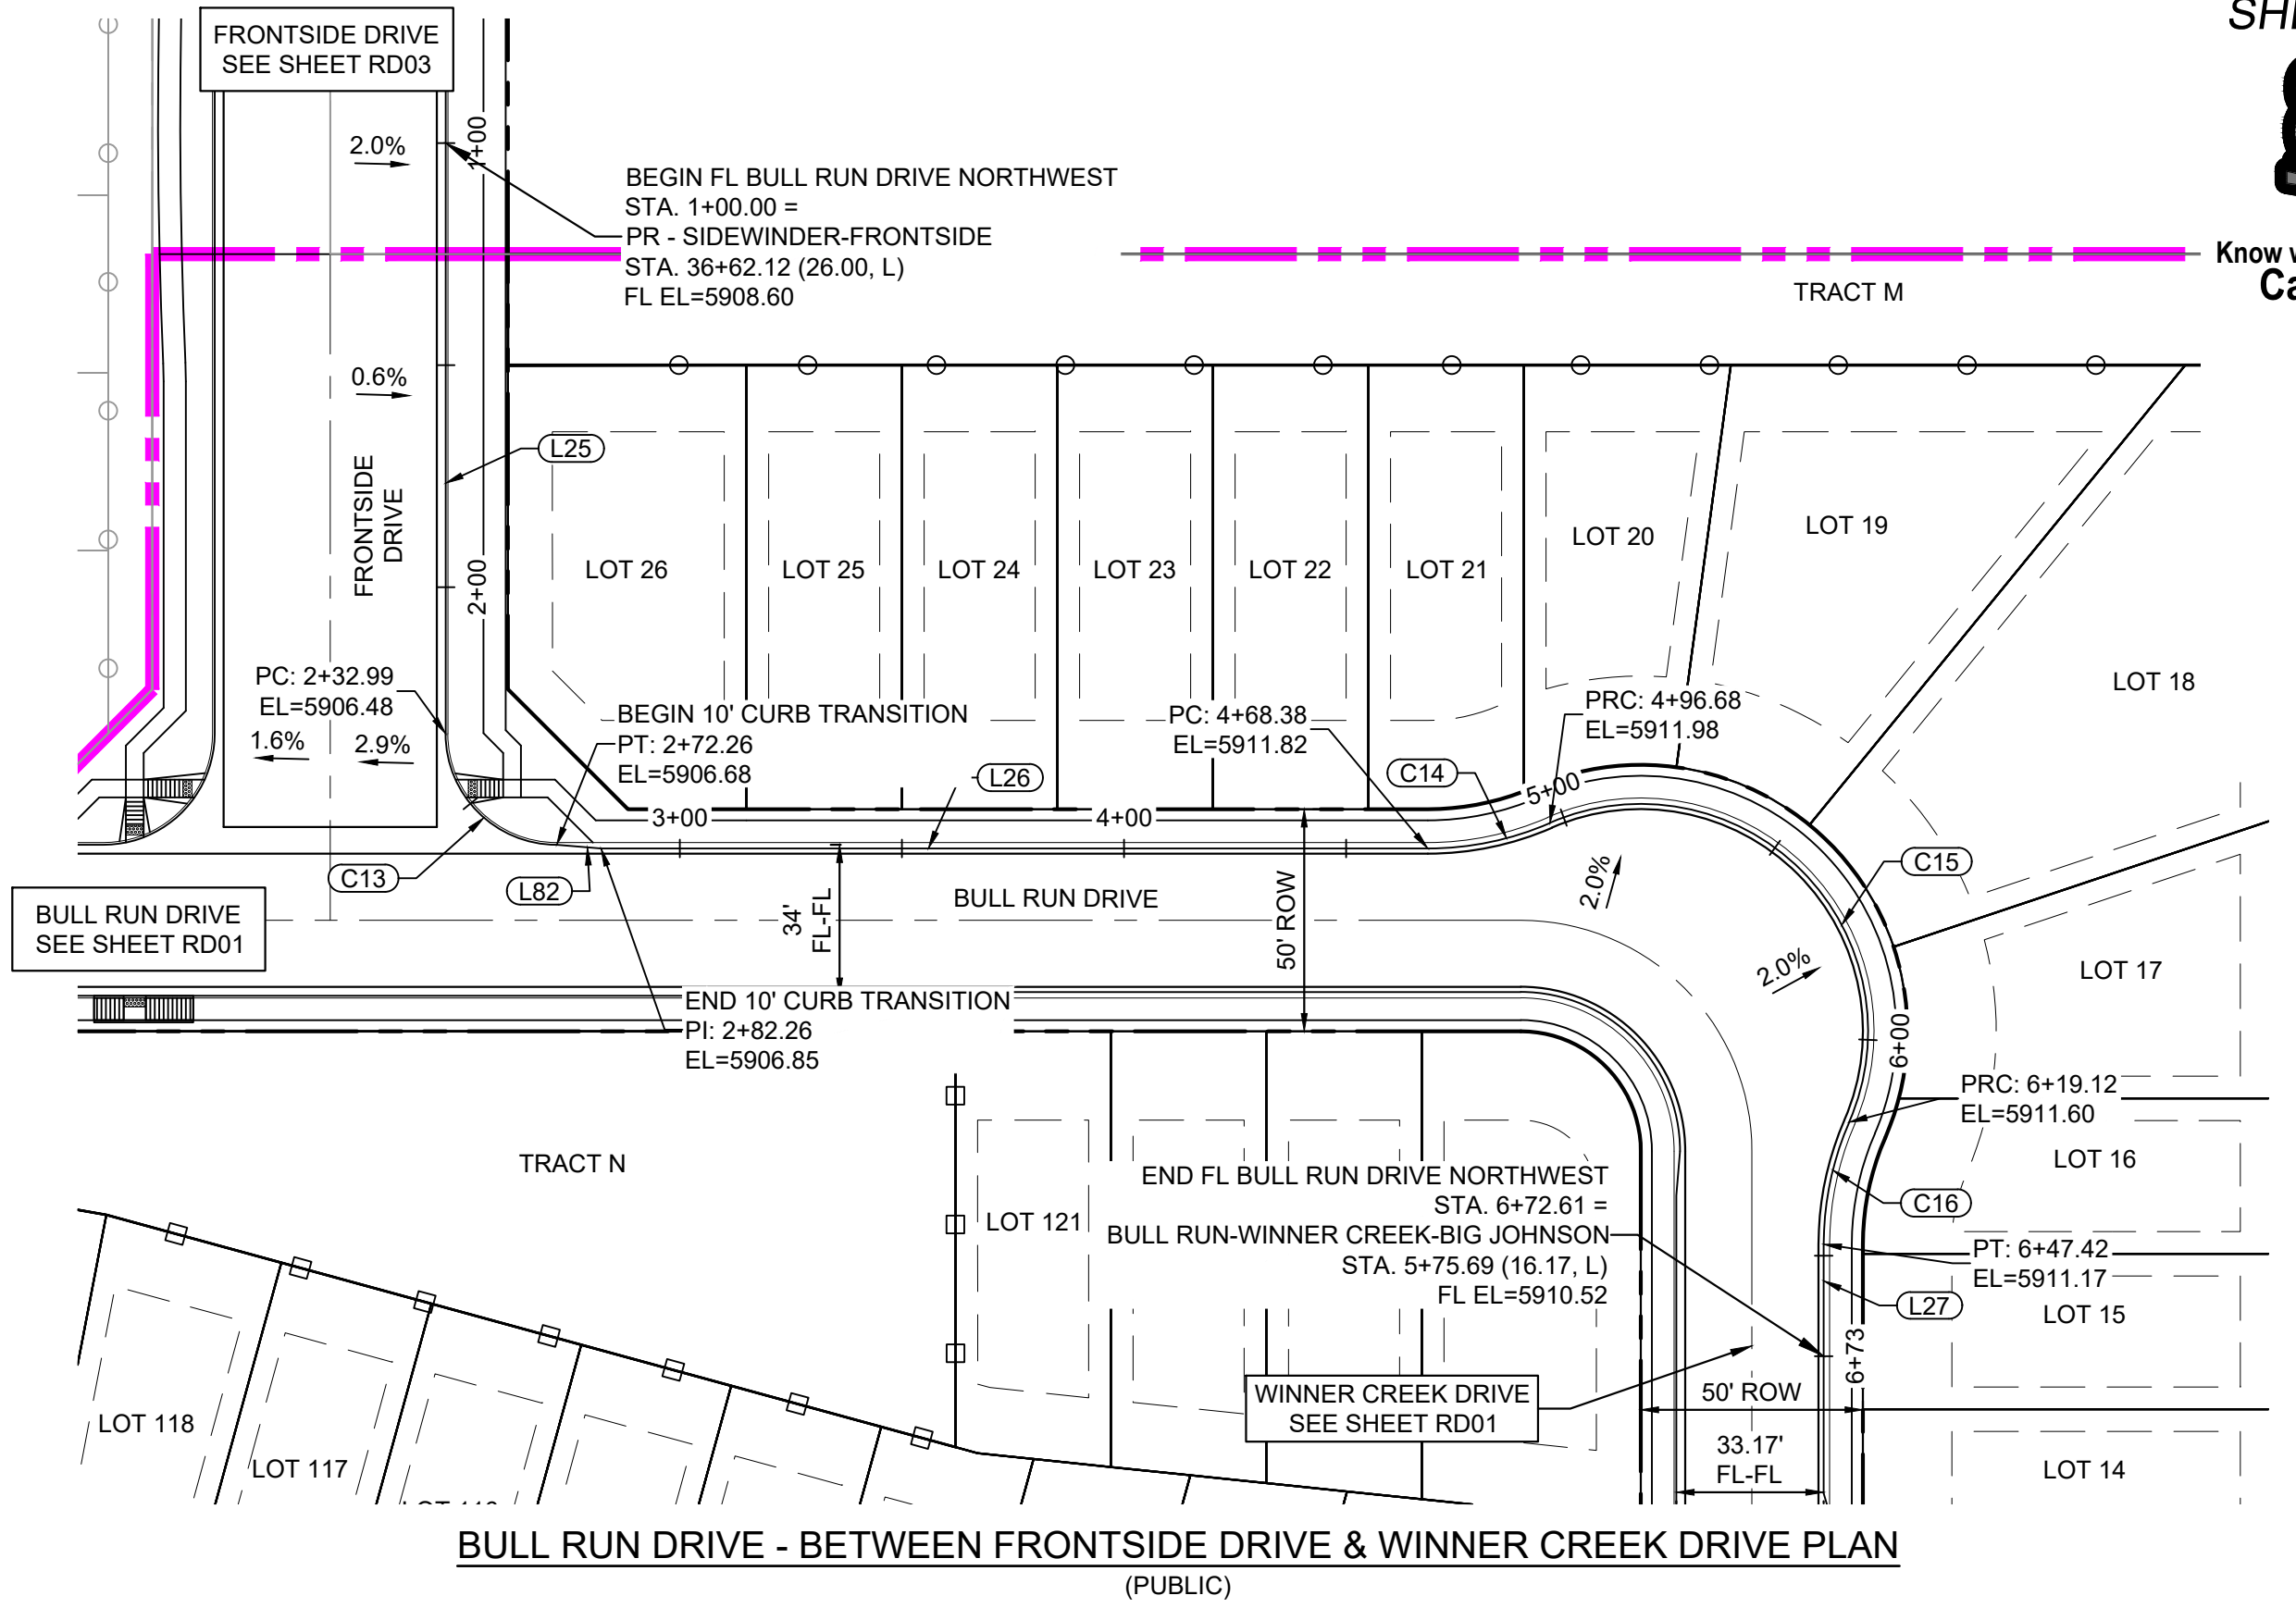 FRONTSIDE DRIVE
SEE SHEET RD03
2.0%
1+00
BEGIN FL BULL RUN DRIVE NORTHWEST
STA. 1+00.00 =
PR - SIDEWINDER-FRONTSIDE
STA. 36+62.12 (26.00, L)
FL EL=5908.60
Know
TRACT M
0.6%
L25
FRONTSIDE
DRIVE
2+00
LOT 26
LOT 25
LOT 24
LOT 23
LOT 22
LOT 21
LOT 20
LOT 19
LOT 18
PC: 2+32.99
EL=5906.48
1.6%
2.9%
BEGIN 10' CURB TRANSITION
PT: 2+72.26
EL=5906.68
L26
PC: 4+68.38
EL=5911.82
C14
PRC: 4+96.68
EL=5911.98
3+00
4+00
5+00
C13
L82
34'
FL-FL
BULL RUN DRIVE
50' ROW
2.0%
C15
BULL RUN DRIVE
SEE SHEET RD01
2.0%
LOT 17
END 10' CURB TRANSITION
PI: 2+82.26
EL=5906.85
6+00
PRC: 6+19.12
EL=5911.60
LOT 16
TRACT N
LOT 121
END FL BULL RUN DRIVE NORTHWEST
STA. 6+72.61 =
BULL RUN-WINNER CREEK-BIG JOHNSON
STA. 5+75.69 (16.17, L)
FL EL=5910.52
C16
PT: 6+47.42
EL=5911.17
L27
LOT 15
6+73
WINNER CREEK DRIVE
SEE SHEET RD01
50' ROW
33.17'
FL-FL
LOT 14
LOT 118
LOT 117
BULL RUN DRIVE - BETWEEN FRONTSIDE DRIVE & WINNER CREEK DRIVE PLAN
(PUBLIC)